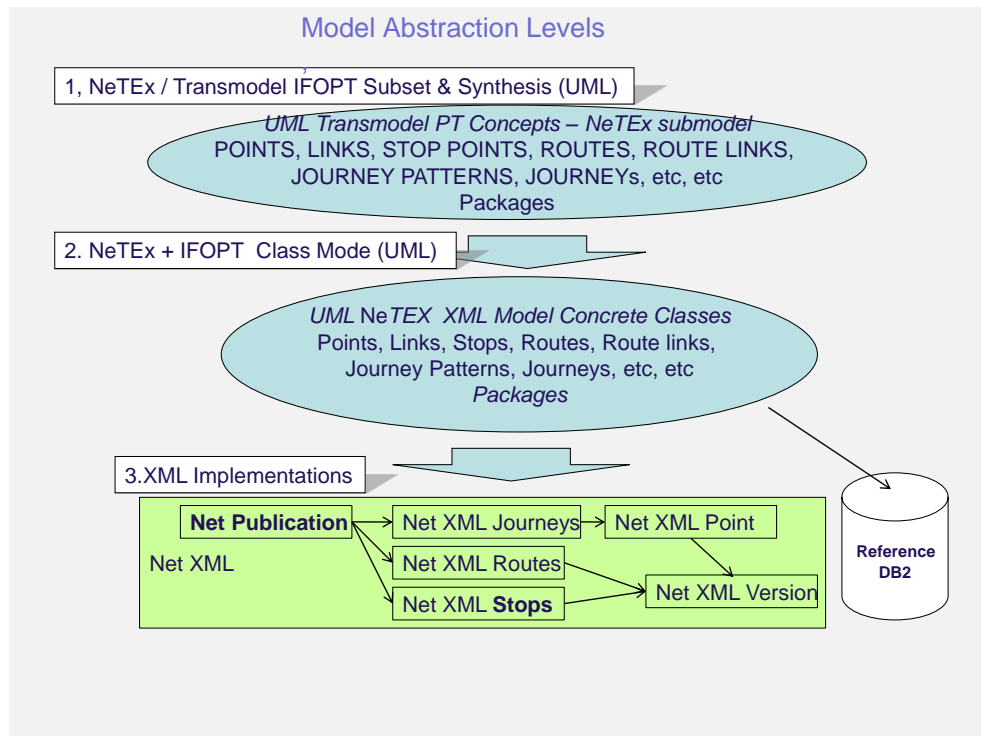 Model Abstraction Levels
,
1, NeTEx / Transmodel IFOPT Subset & Synthesis (UML)
UML Transmodel PT Concepts – NeTEx submodel
POINTS, LINKS, STOP POINTS, ROUTES, ROUTE LINKS,
JOURNEY PATTERNS, JOURNEYs, etc, etc
Packages
2. NeTEx + IFOPT Class Mode (UML)
UML NeTEX XML Model Concrete Classes
Points, Links, Stops, Routes, Route links,
Journey Patterns, Journeys, etc, etc
Packages
3.XML Implementations
Net Publication
Net XML Journeys
Net XML Point
Net XML
Net XML Routes
Net XML Stops
Net XML Version
Reference
DB2